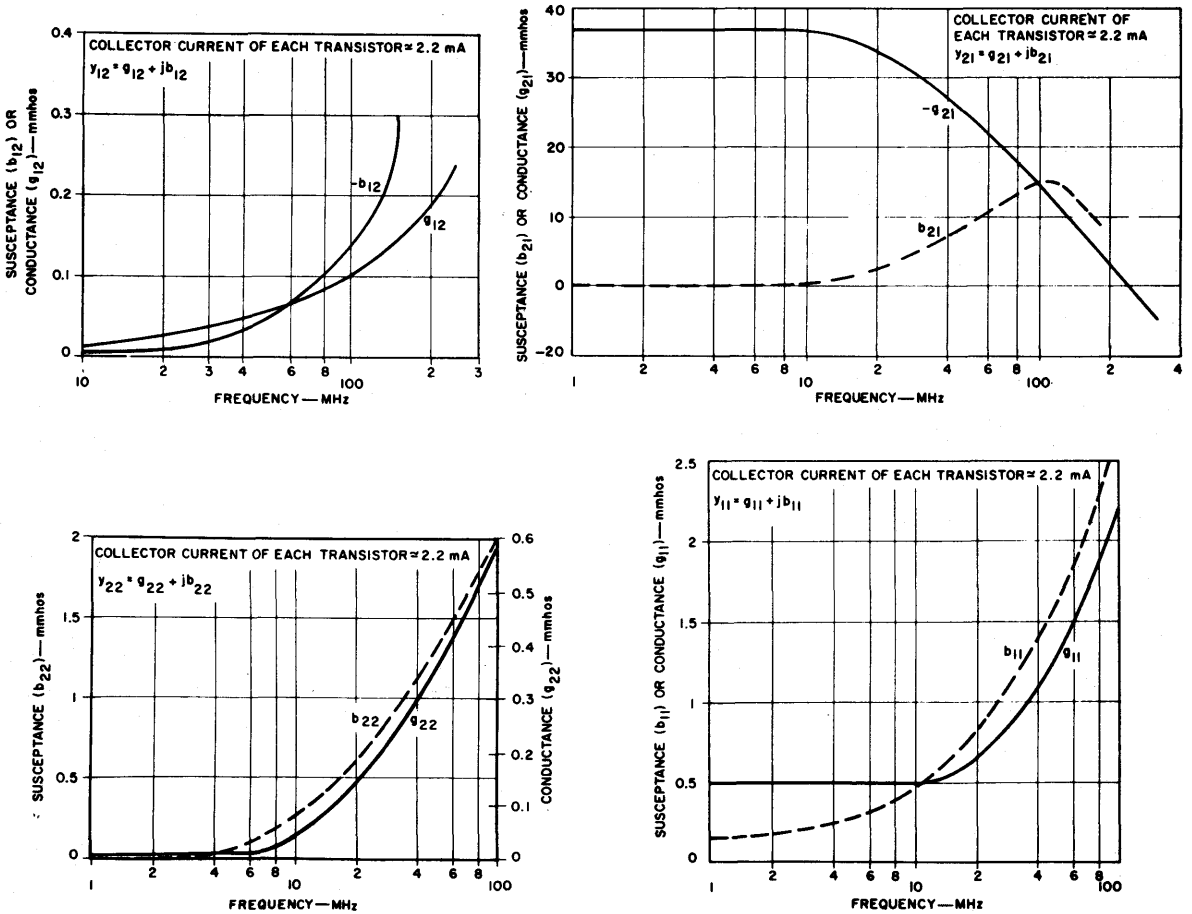 COLLECTOR CURRENT OF EACH TRANSISTOR ≃ 2.2 mA
y12 = g12 + jb12
SUSCEPTANCE (b12) OR
CONDUCTANCE (g12)—mmhos
0.4
0.3
0.2
0.1
0
-b12
g12
10 2 3 4 6 8 100 2 3
FREQUENCY—MHz
COLLECTOR CURRENT OF
EACH TRANSISTOR ≃ 2.2 mA
y21 = g21 + jb21
SUSCEPTANCE (b21) OR CONDUCTANCE (g21)—mmhos
40
30
20
10
0
-20
-g21
b21
1 2 4 6 8 10 2 4 6 8 100 2 4
FREQUENCY—MHz
COLLECTOR CURRENT OF EACH TRANSISTOR ≃ 2.2 mA
y22 = g22 + jb22
SUSCEPTANCE (b22)—mmhos
2
1.5
1
0.5
0
b22
g22
0.6
0.5
0.4
0.3
0.2
0.1
0
CONDUCTANCE (g22)—mmhos
1 2 4 6 8 10 2 4 6 8 100
FREQUENCY—MHz
COLLECTOR CURRENT OF EACH TRANSISTOR ≃ 2.2 mA
y11 = g11 + jb11
SUSCEPTANCE (b11) OR CONDUCTANCE (g11)—mmhos
2.5
2
1.5
1
0.5
0
b11
g11
1 2 4 6 8 10 2 4 6 8 100
FREQUENCY—MHz